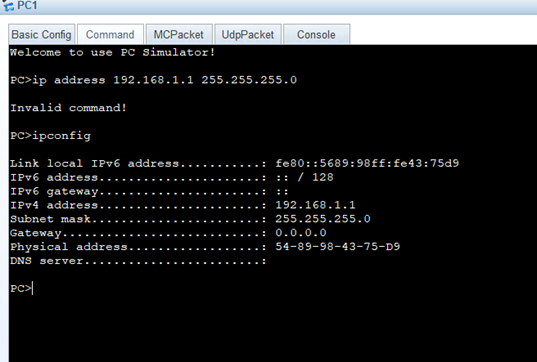 PC1
Basic Config Command MCPacket UdpPacket Console
Welcome to use PC Simulator!
PC>ip address 192.168.1.1 255.255.255.0
Invalid command!
PC>ipconfig
Link local IPv6 address...........: fe80::5689:98ff:fe43:75d9
IPv6 address......................: :: / 128
IPv6 gateway......................: ::
IPv4 address......................: 192.168.1.1
Subnet mask.......................: 255.255.255.0
Gateway...........................: 0.0.0.0
Physical address..................: 54-89-98-43-75-D9
DNS server........................:
PC>